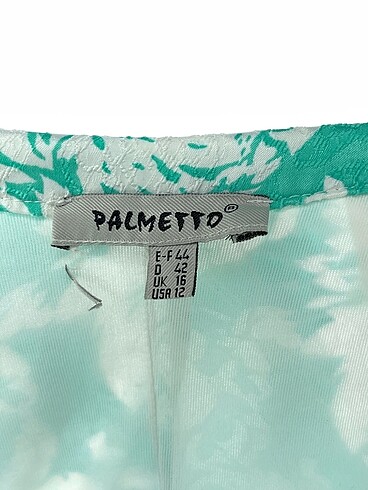 PALMETTO®
E-F 44
D 42
UK 16
USA 12